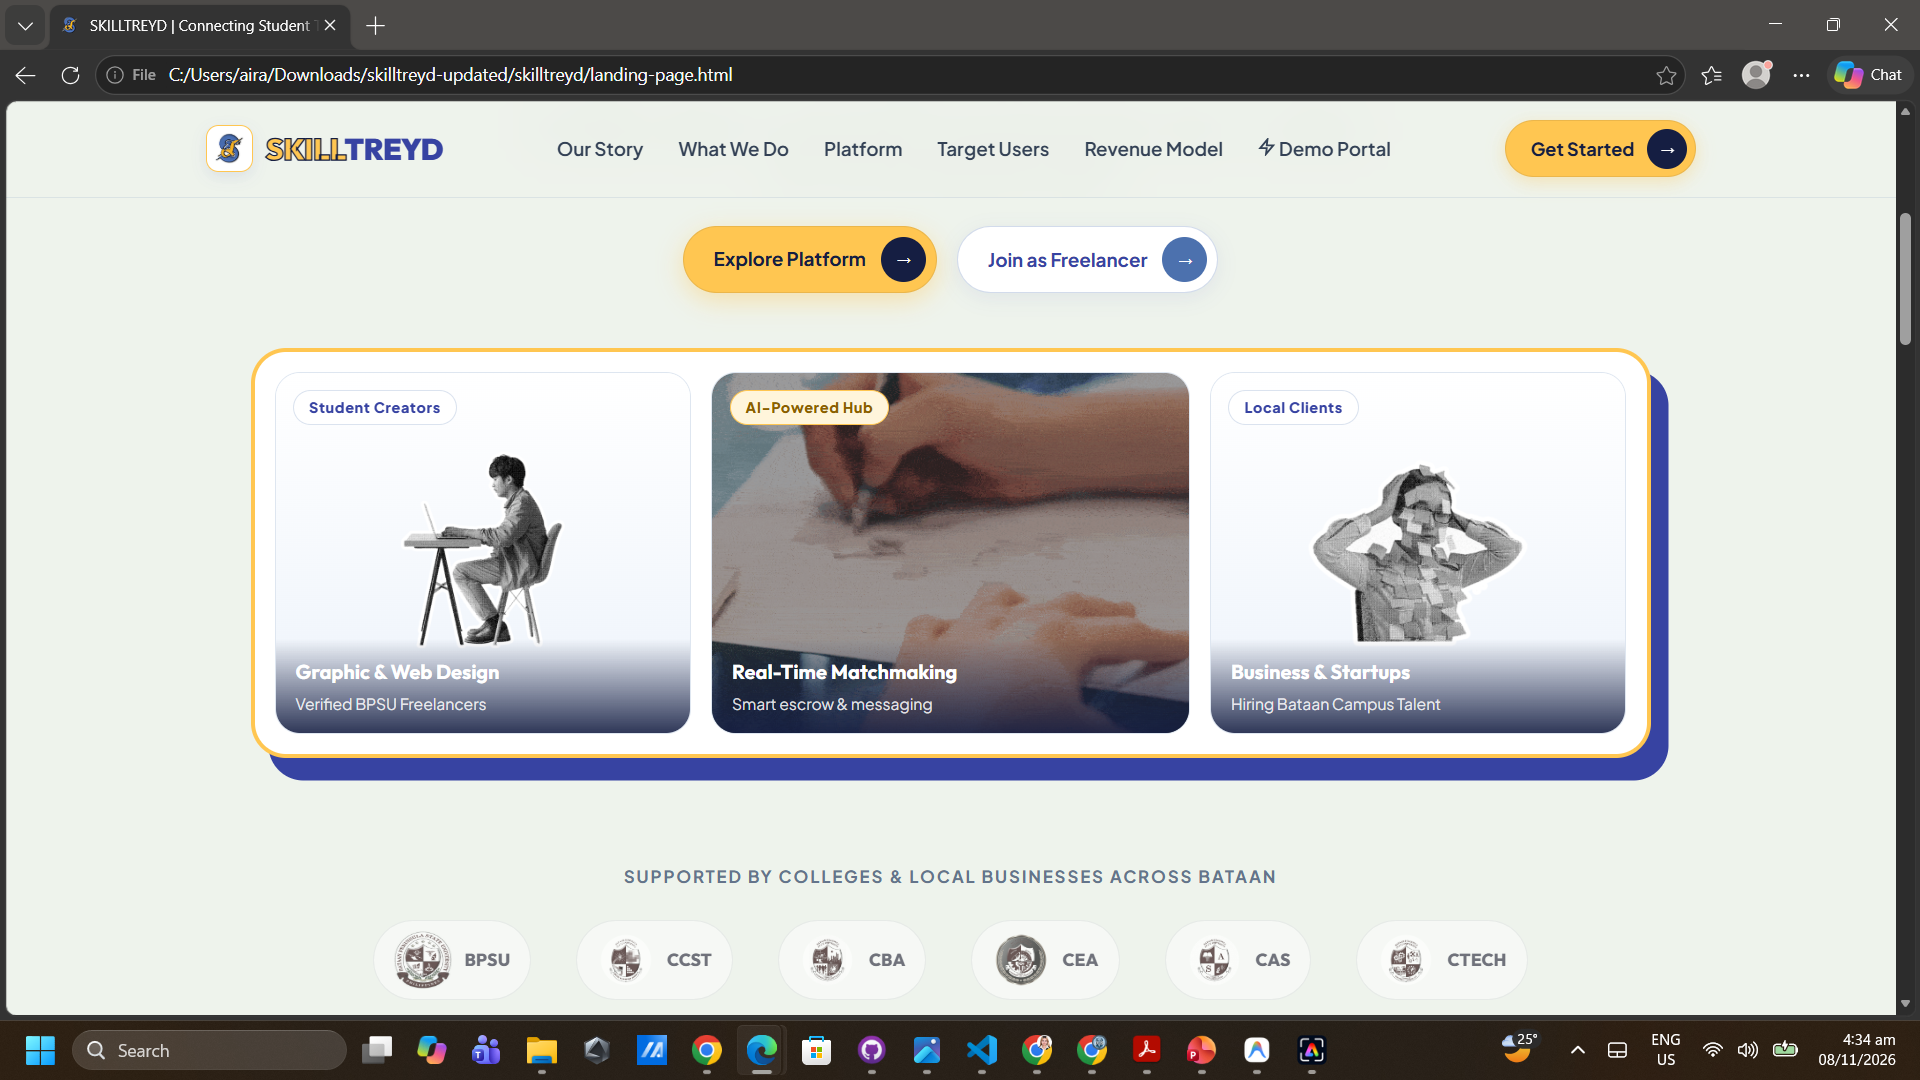 SKILLTREYD | Connecting Student T
File C:/Users/aira/Downloads/skilltreyd-updated/skilltreyd/landing-page.html
Chat
SKILLTREYD
Our Story What We Do Platform Target Users Revenue Model Demo Portal
Get Started →
Explore Platform →
Join as Freelancer →
Student Creators
Graphic & Web Design
Verified BPSU Freelancers
AI-Powered Hub
Real-Time Matchmaking
Smart escrow & messaging
Local Clients
Business & Startups
Hiring Bataan Campus Talent
SUPPORTED BY COLLEGES & LOCAL BUSINESSES ACROSS BATAAN
BPSU CCST CBA CEA CAS CTECH
Search
25°
ENG
US
4:34 am
08/11/2026